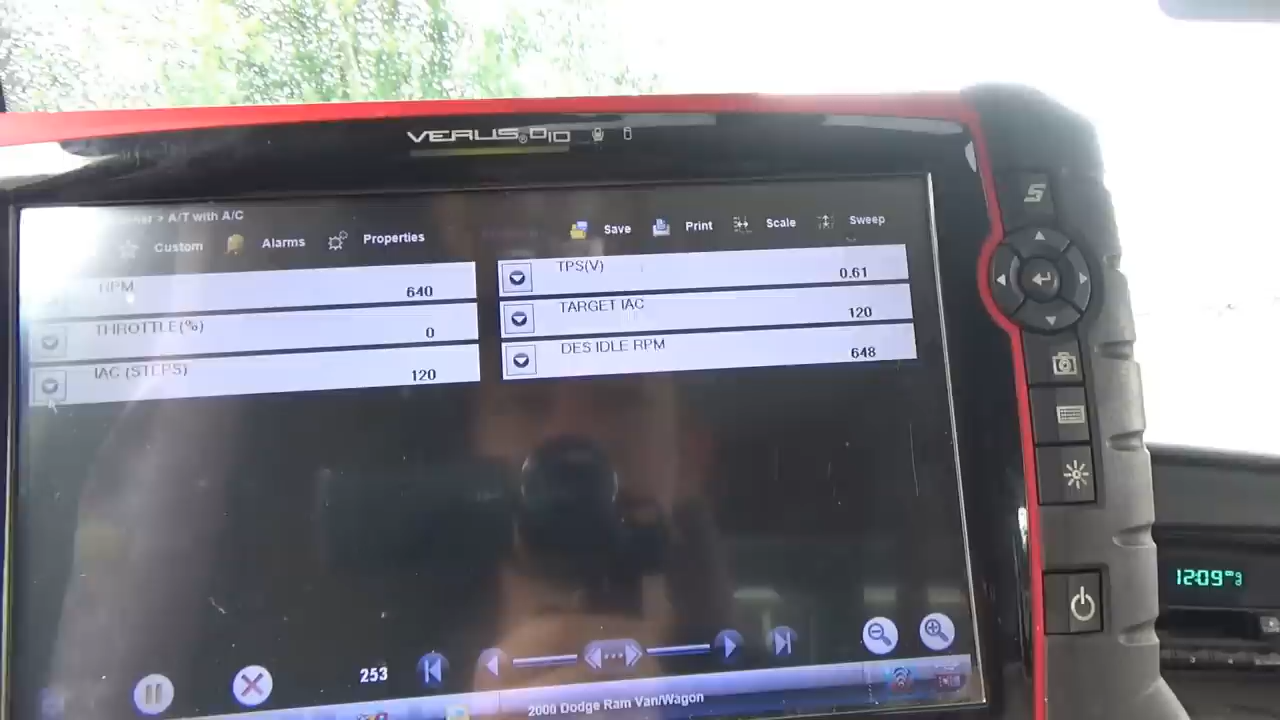 VERUS® PRO
> A/T with A/C
Custom Alarms Properties Save Print Scale Sweep
RPM 640
TPS(V) 0.61
THROTTLE(%) 0
TARGET IAC 120
IAC (STEPS) 120
DES IDLE RPM 648
253
2000 Dodge Ram Van/Wagon
12:09